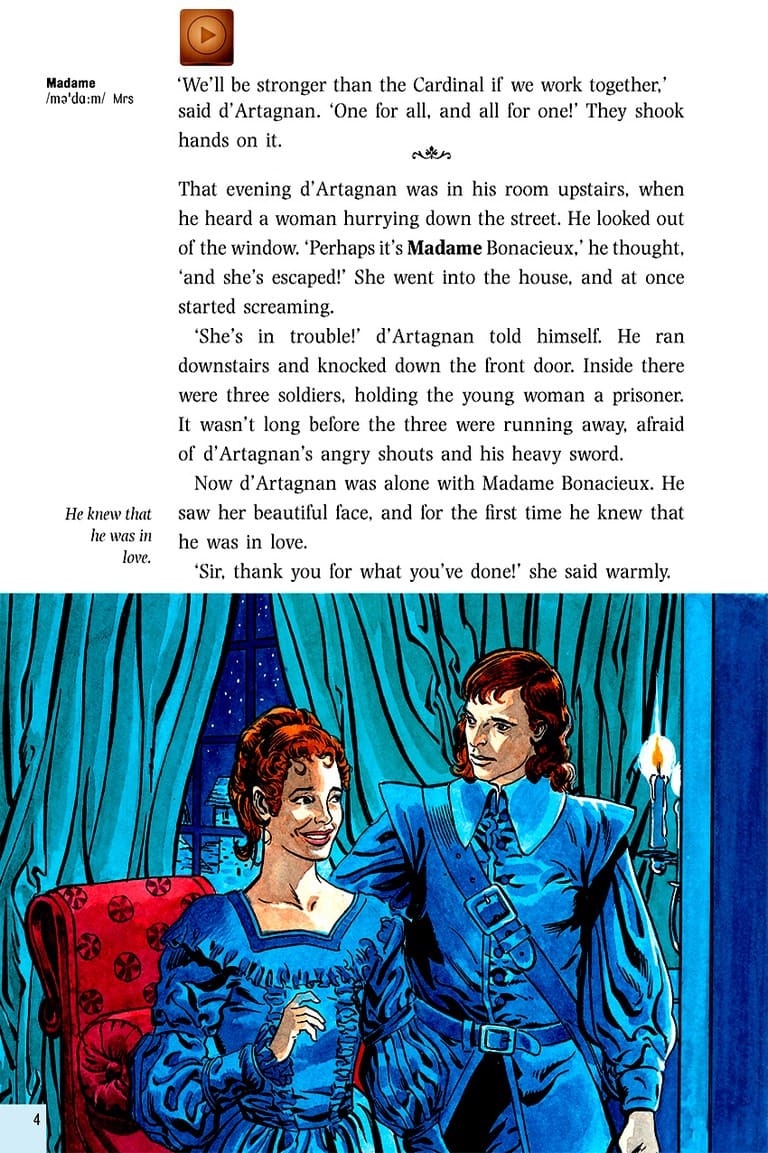 Madame
/məˈdɑːm/ Mrs
‘We’ll be stronger than the Cardinal if we work together,’
said d’Artagnan. ‘One for all, and all for one!’ They shook
hands on it.
That evening d’Artagnan was in his room upstairs, when
he heard a woman hurrying down the street. He looked out
of the window. ‘Perhaps it’s Madame Bonacieux,’ he thought,
‘and she’s escaped!’ She went into the house, and at once
started screaming.
‘She’s in trouble!’ d’Artagnan told himself. He ran
downstairs and knocked down the front door. Inside there
were three soldiers, holding the young woman a prisoner.
It wasn’t long before the three were running away, afraid
of d’Artagnan’s angry shouts and his heavy sword.
Now d’Artagnan was alone with Madame Bonacieux. He
saw her beautiful face, and for the first time he knew that
he was in love.
‘Sir, thank you for what you’ve done!’ she said warmly.
He knew that
he was in
love.
4